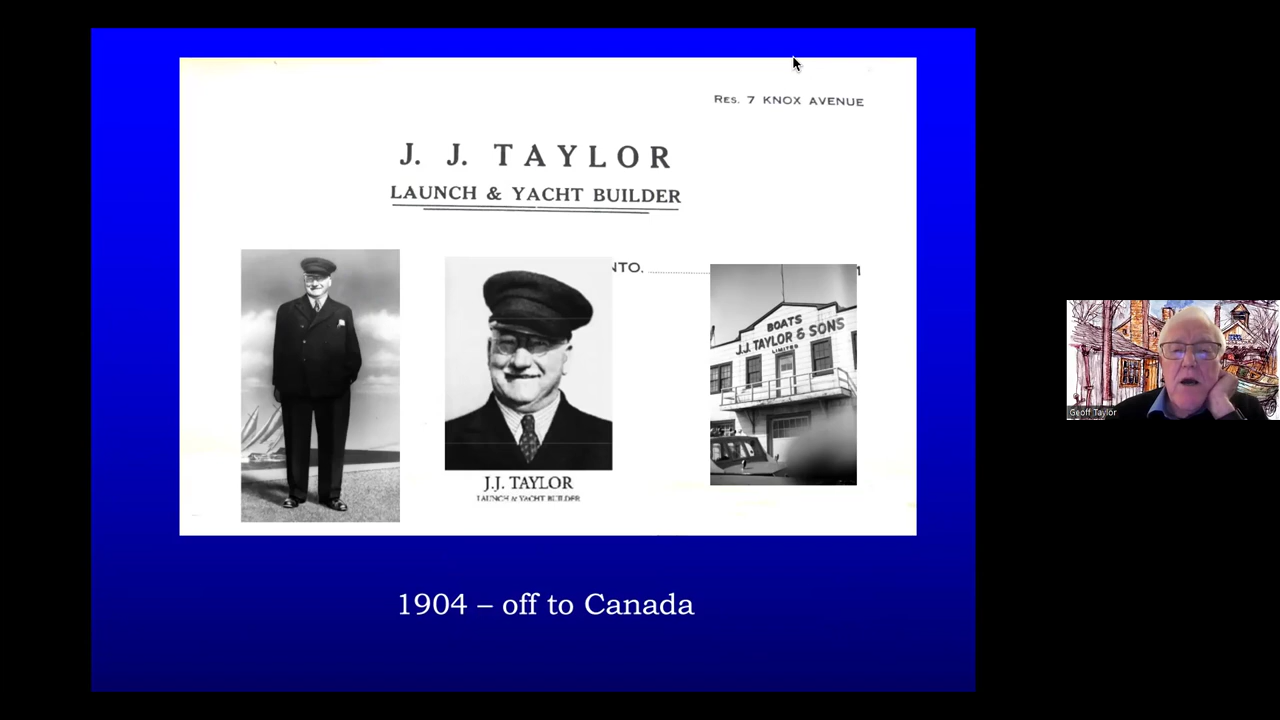 RES. 7 KNOX AVENUE
J. J. TAYLOR
LAUNCH & YACHT BUILDER
NTO.
1
BOATS
J.J. TAYLOR & SONS
LIMITED
J.J. TAYLOR
LAUNCH & YACHT BUILDER
1904 – off to Canada
Geoff Taylor